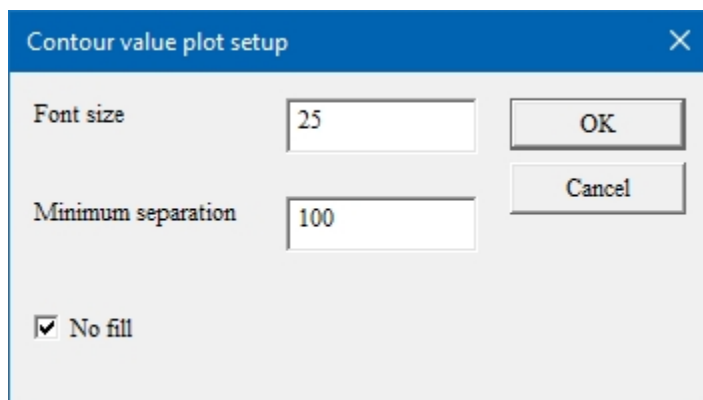 Contour value plot setup
Font size
25
OK
Cancel
Minimum separation
100
No fill